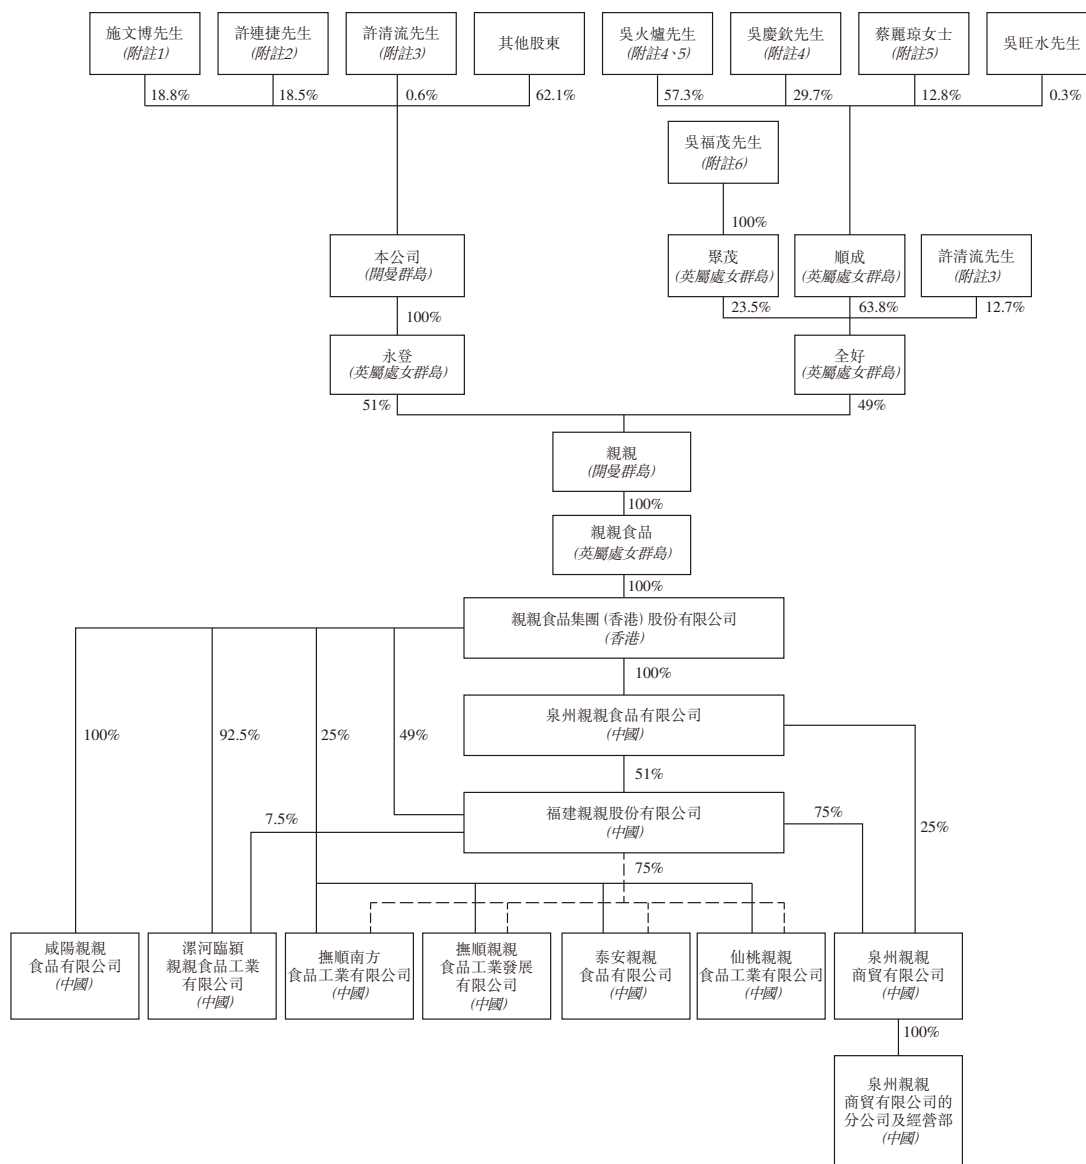 施文博先生
(附註1)
許連捷先生
(附註2)
許清流先生
(附註3)
其他股東
吳火爐先生
(附註4、5)
吳慶欽先生
(附註4)
蔡麗琼女士
(附註5)
吳旺水先生
18.8%
18.5%
0.6%
62.1%
57.3%
29.7%
12.8%
0.3%
吳福茂先生
(附註6)
100%
本公司
(開曼群島)
聚茂
(英屬處女群島)
順成
(英屬處女群島)
許清流先生
(附註3)
100%
23.5%
63.8%
12.7%
永登
(英屬處女群島)
全好
(英屬處女群島)
51%
49%
親親
(開曼群島)
100%
親親食品
(英屬處女群島)
100%
親親食品集團 (香港) 股份有限公司
(香港)
100%
100%
92.5%
25%
49%
泉州親親食品有限公司
(中國)
51%
7.5%
福建親親股份有限公司
(中國)
75%
25%
75%
咸陽親親
食品有限公司
(中國)
漯河臨潁
親親食品工業
有限公司
(中國)
撫順南方
食品工業有限公司
(中國)
撫順親親
食品工業發展
有限公司
(中國)
泰安親親
食品有限公司
(中國)
仙桃親親
食品工業有限公司
(中國)
泉州親親
商貿有限公司
(中國)
100%
泉州親親
商貿有限公司的
分公司及經營部
(中國)